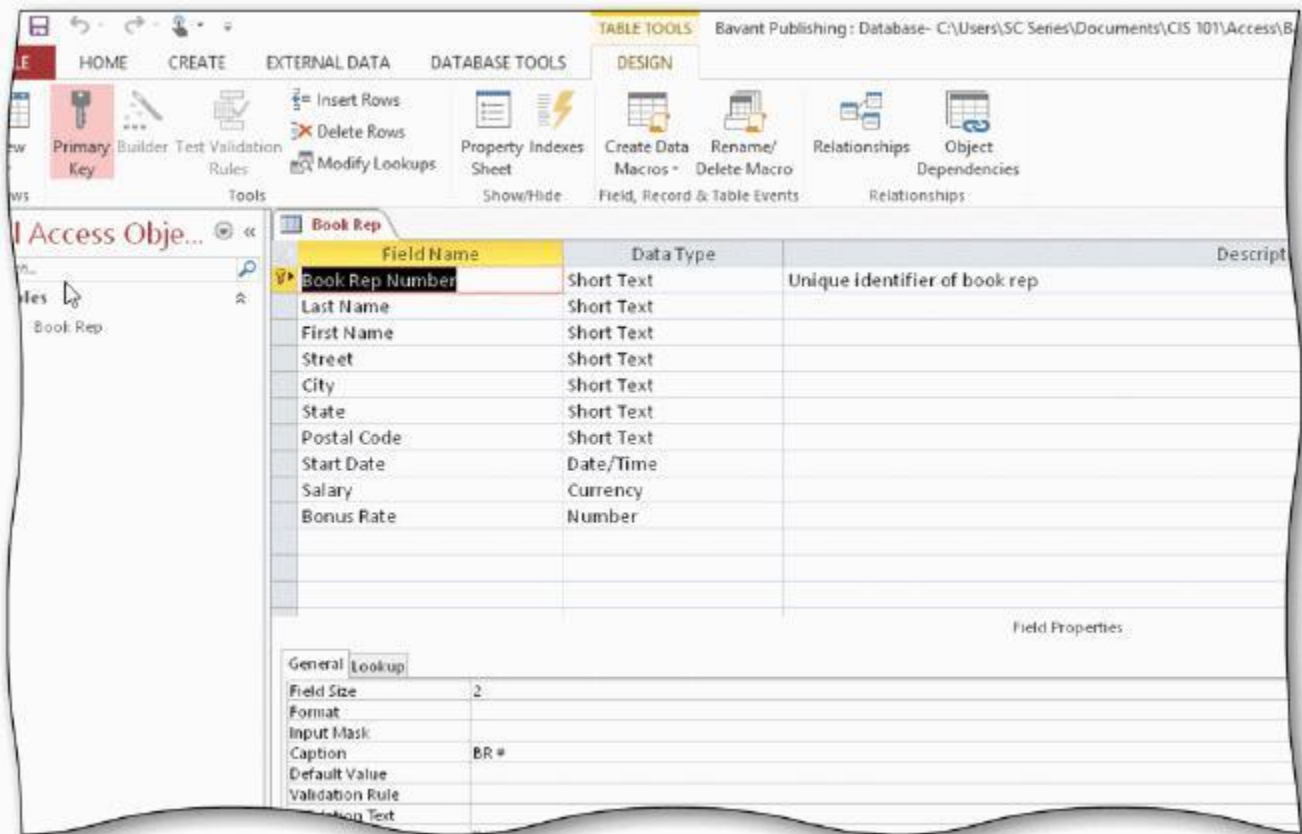 TABLE TOOLS Bavant Publishing : Database- C:\Users\SC Series\Documents\CIS 101\Access\B
LE HOME CREATE EXTERNAL DATA DATABASE TOOLS DESIGN
ew
Primary Key
Builder
Test Validation Rules
Insert Rows
Delete Rows
Modify Lookups
Property Sheet
Indexes
Create Data Macros
Rename/ Delete Macro
Relationships
Object Dependencies
ws Tools Show/Hide Field, Record & Table Events Relationships
l Access Obje... «
Book Rep
Field Name Data Type Descript
Book Rep Number Short Text Unique identifier of book rep
Last Name Short Text
First Name Short Text
Street Short Text
City Short Text
State Short Text
Postal Code Short Text
Start Date Date/Time
Salary Currency
Bonus Rate Number
bles
Book Rep
Field Properties
General Lookup
Field Size 2
Format
Input Mask
Caption BR #
Default Value
Validation Rule
Text